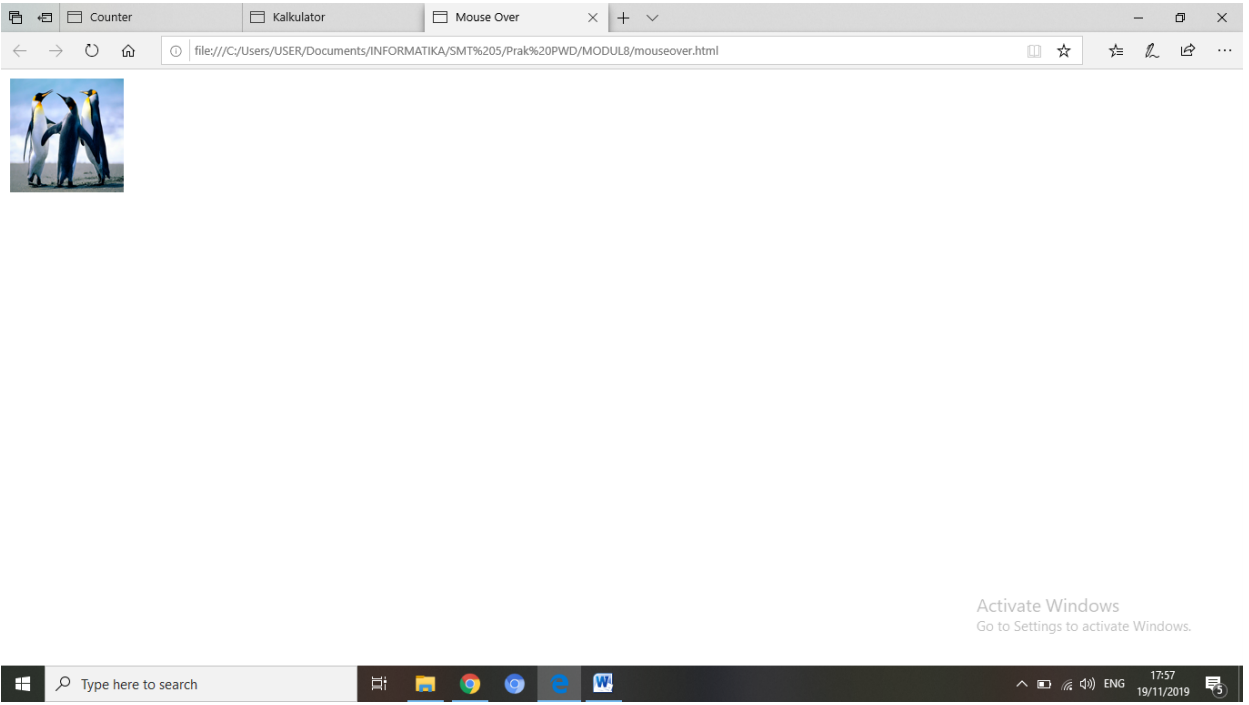 Counter
Kalkulator
Mouse Over
file:///C:/Users/USER/Documents/INFORMATIKA/SMT%205/Prak%20PWD/MODUL8/mouseover.html
Activate Windows
Go to Settings to activate Windows.
Type here to search
ENG
17:57
19/11/2019
5